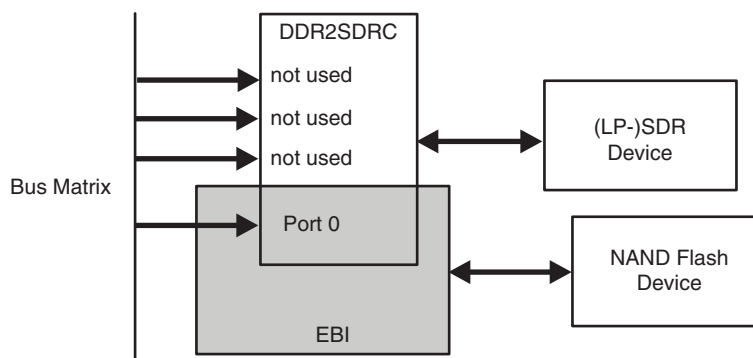 DDR2SDRC
not used
not used
not used
(LP-)SDR
Device
Bus Matrix
Port 0
NAND Flash
Device
EBI